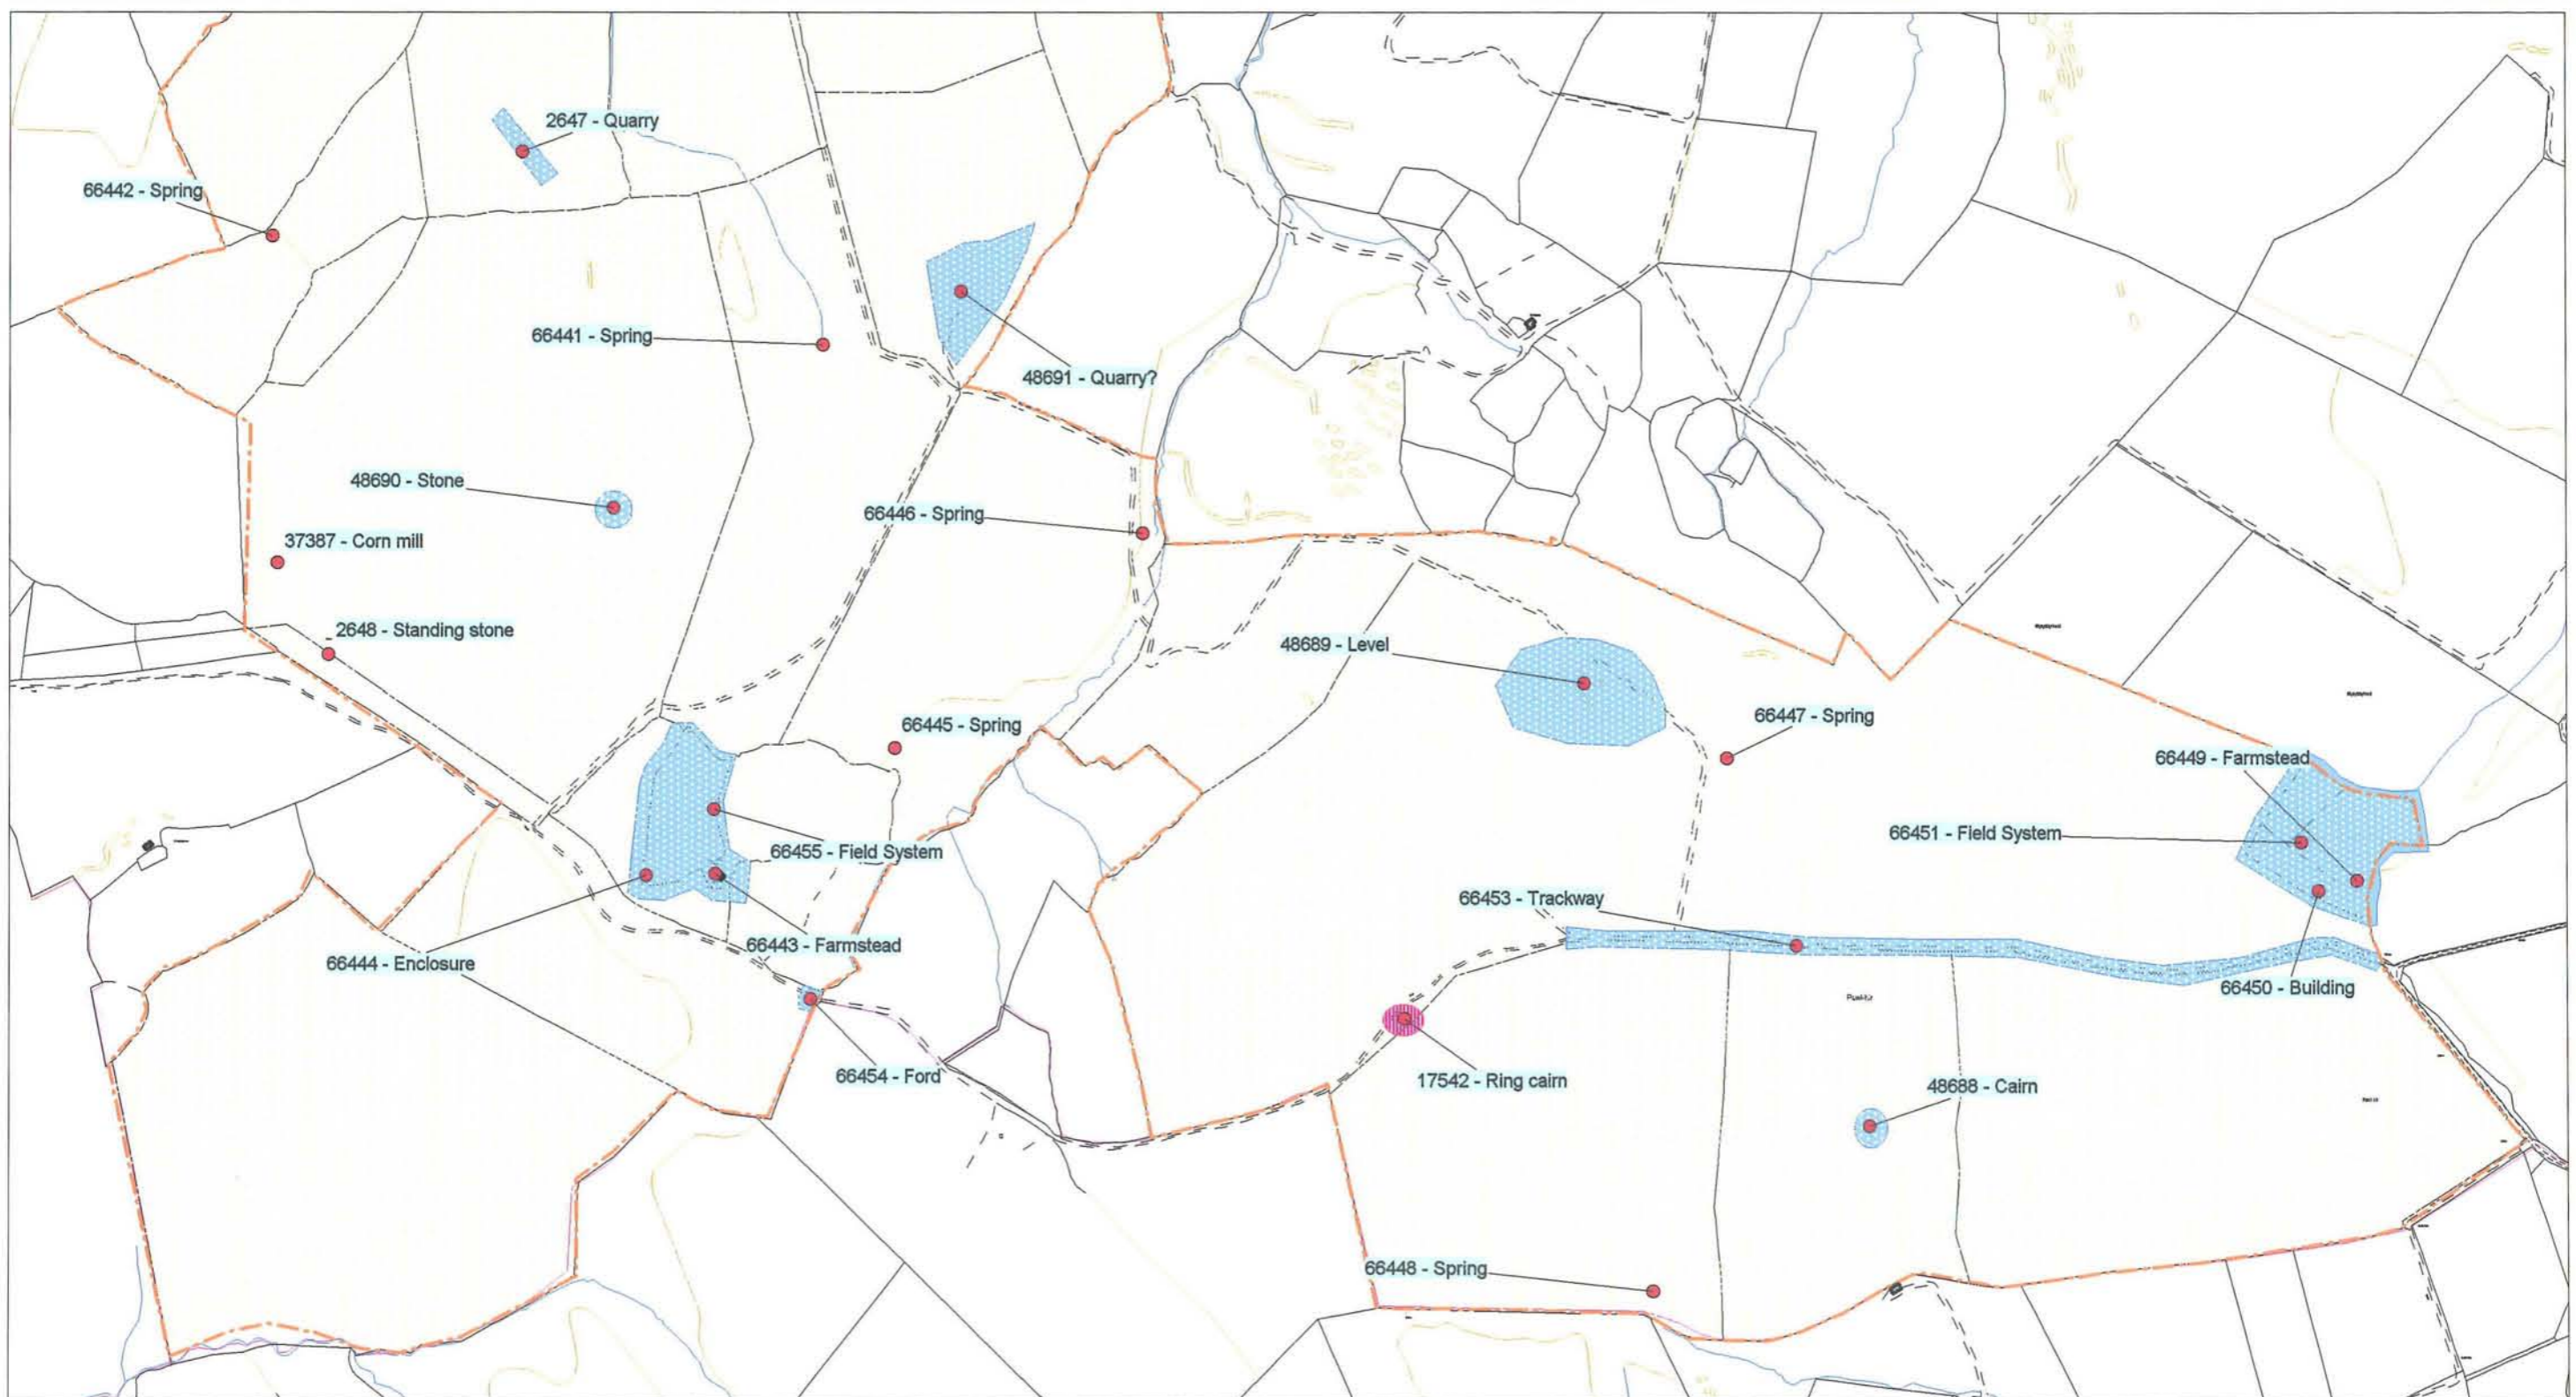 2647 - Quarry
66442 - Spring
66441 - Spring
48691 - Quarry?
48690 - Stone
66446 - Spring
37387 - Corn mill
2648 - Standing stone
48689 - Level
66445 - Spring
66447 - Spring
66449 - Farmstead
66451 - Field System
66455 - Field System
66453 - Trackway
66443 - Farmstead
66444 - Enclosure
66450 - Building
66454 - Ford
17542 - Ring cairn
48688 - Cairn
66448 - Spring